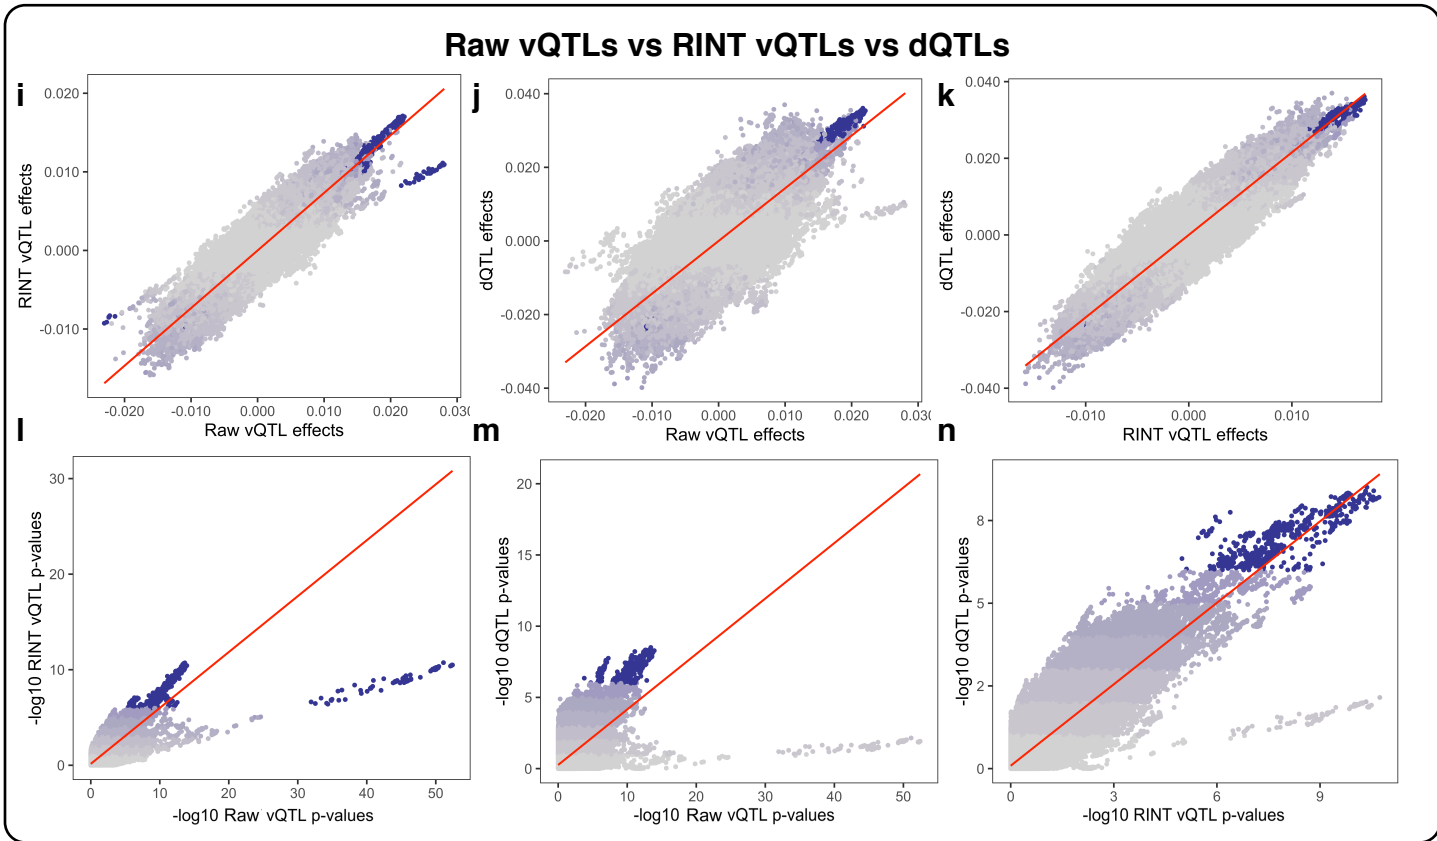 Raw vQTLs vs RINT vQTLs vs dQTLs
i
0.020
0.010
0.000
-0.010
RINT vQTL effects
-0.020 -0.010 0.000 0.010 0.020 0.030
Raw vQTL effects
j
0.040
0.020
0.000
-0.020
-0.040
dQTL effects
-0.020 -0.010 0.000 0.010 0.020 0.030
Raw vQTL effects
k
0.040
0.020
0.000
-0.020
-0.040
dQTL effects
-0.010 0.000 0.010
RINT vQTL effects
l
30
20
10
0
-log10 RINT vQTL p-values
0 10 20 30 40 50
-log10 Raw vQTL p-values
m
20
15
10
5
0
-log10 dQTL p-values
0 10 20 30 40 50
-log10 Raw vQTL p-values
n
8
5
2
0
-log10 dQTL p-values
0 3 6 9
-log10 RINT vQTL p-values